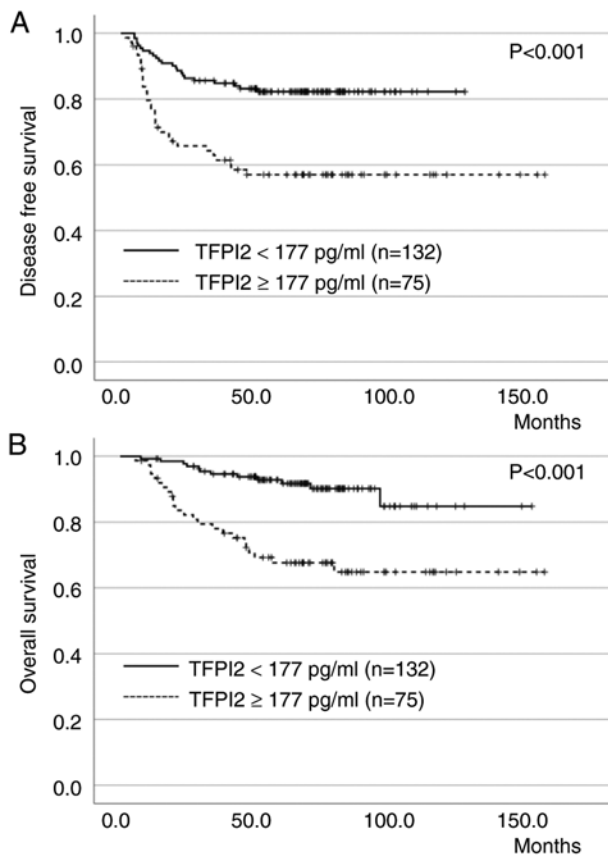 A
1.0
P<0.001
0.8
0.6
0.4
0.2
0.0
Disease free survival
TFPI2 < 177 pg/ml (n=132)
TFPI2 ≥ 177 pg/ml (n=75)
0.0 50.0 100.0 150.0
Months
B
1.0
P<0.001
0.8
0.6
0.4
0.2
0.0
Overall survival
TFPI2 < 177 pg/ml (n=132)
TFPI2 ≥ 177 pg/ml (n=75)
0.0 50.0 100.0 150.0
Months